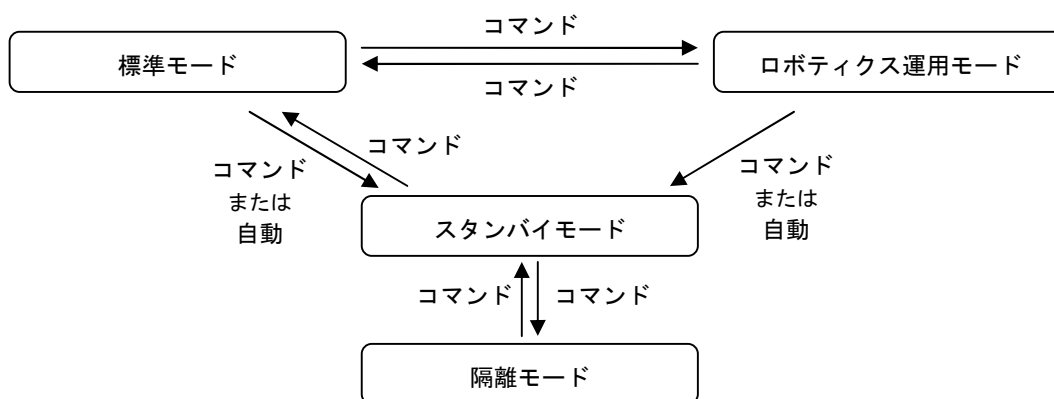 コマンド
標準モード
ロボティクス運用モード
コマンド
コマンド
コマンド
または
自動
コマンド
または
自動
スタンバイモード
コマンド
コマンド
隔離モード